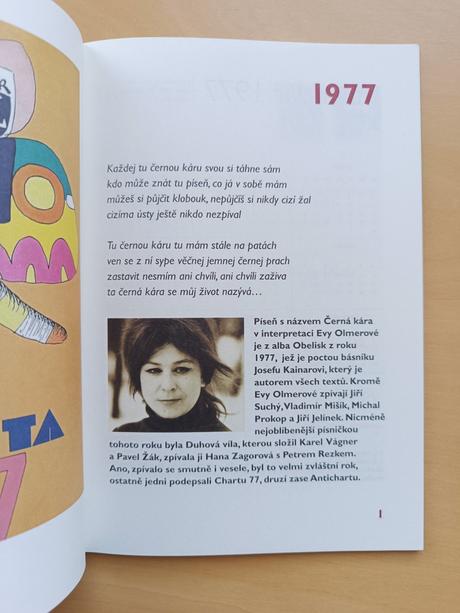 1977
Každej tu černou káru svou si táhne sám
kdo může znát tu píseň, co já v sobě mám
můžeš si půjčit klobouk, nepůjčíš si nikdy cizí žal
cizíma ústy ještě nikdo nezpíval
Tu černou káru tu mám stále na patách
ven se z ní sype věčnej jemnej černej prach
zastavit nesmím ani chvíli, ani chvíli zaživa
ta černá kára se můj život nazývá…
Píseň s názvem Černá kára
v interpretaci Evy Olmerové
je z alba Obelisk z roku
1977, jež je poctou básníku
Josefu Kainarovi, který je
autorem všech textů. Kromě
Evy Olmerové zpívají Jiří
Suchý, Vladimír Mišík, Michal
Prokop a Jiří Jelínek. Nicméně
nejoblíbenější písničkou
tohoto roku byla Duhová víla, kterou složil Karel Vágner
a Pavel Žák, zpívala ji Hana Zagorová s Petrem Rezkem.
Ano, zpívalo se smutně i vesele, byl to velmi zvláštní rok,
ostatně jedni podepsali Chartu 77, druzí zase Antichartu.
1
TA
7